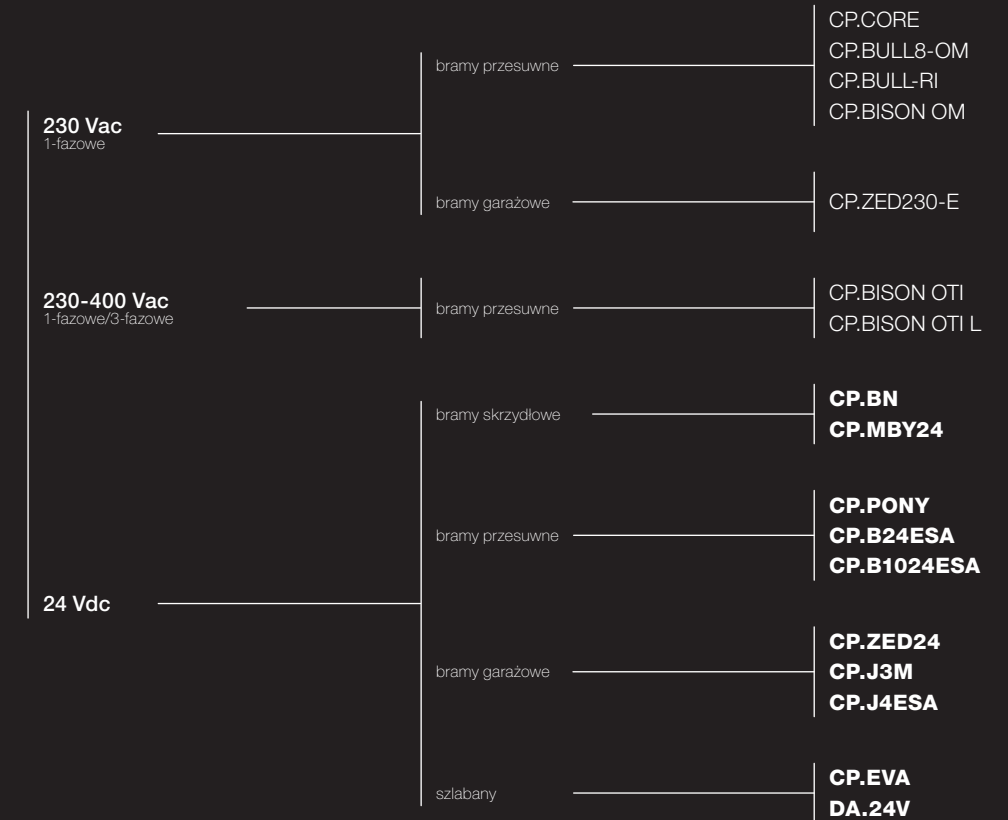 230 Vac
1-fazowe
bramy przesuwne
CP.CORE
CP.BULL8-OM
CP.BULL-RI
CP.BISON OM
bramy garażowe
CP.ZED230-E
230-400 Vac
1-fazowe/3-fazowe
bramy przesuwne
CP.BISON OTI
CP.BISON OTI L
24 Vdc
bramy skrzydłowe
CP.BN
CP.MBY24
bramy przesuwne
CP.PONY
CP.B24ESA
CP.B1024ESA
bramy garażowe
CP.ZED24
CP.J3M
CP.J4ESA
szlabany
CP.EVA
DA.24V